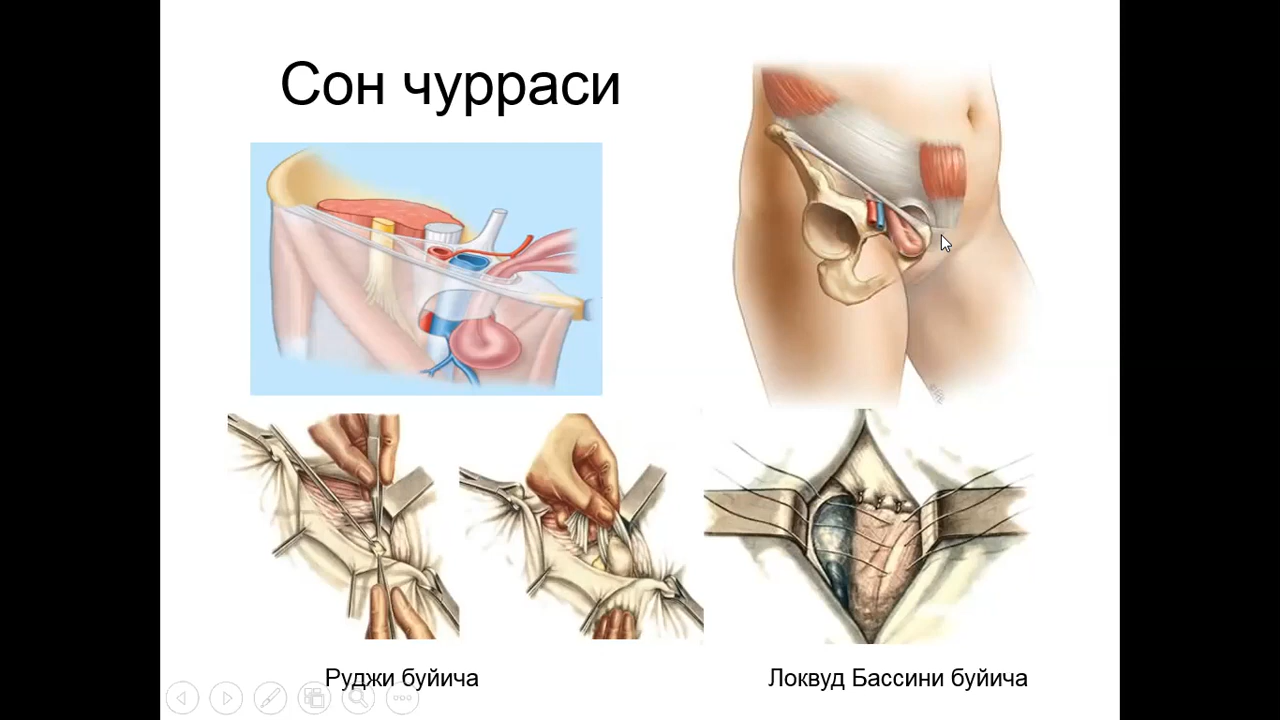 Сон чурраси
Руджи буйича
Локвуд Бассини буйича